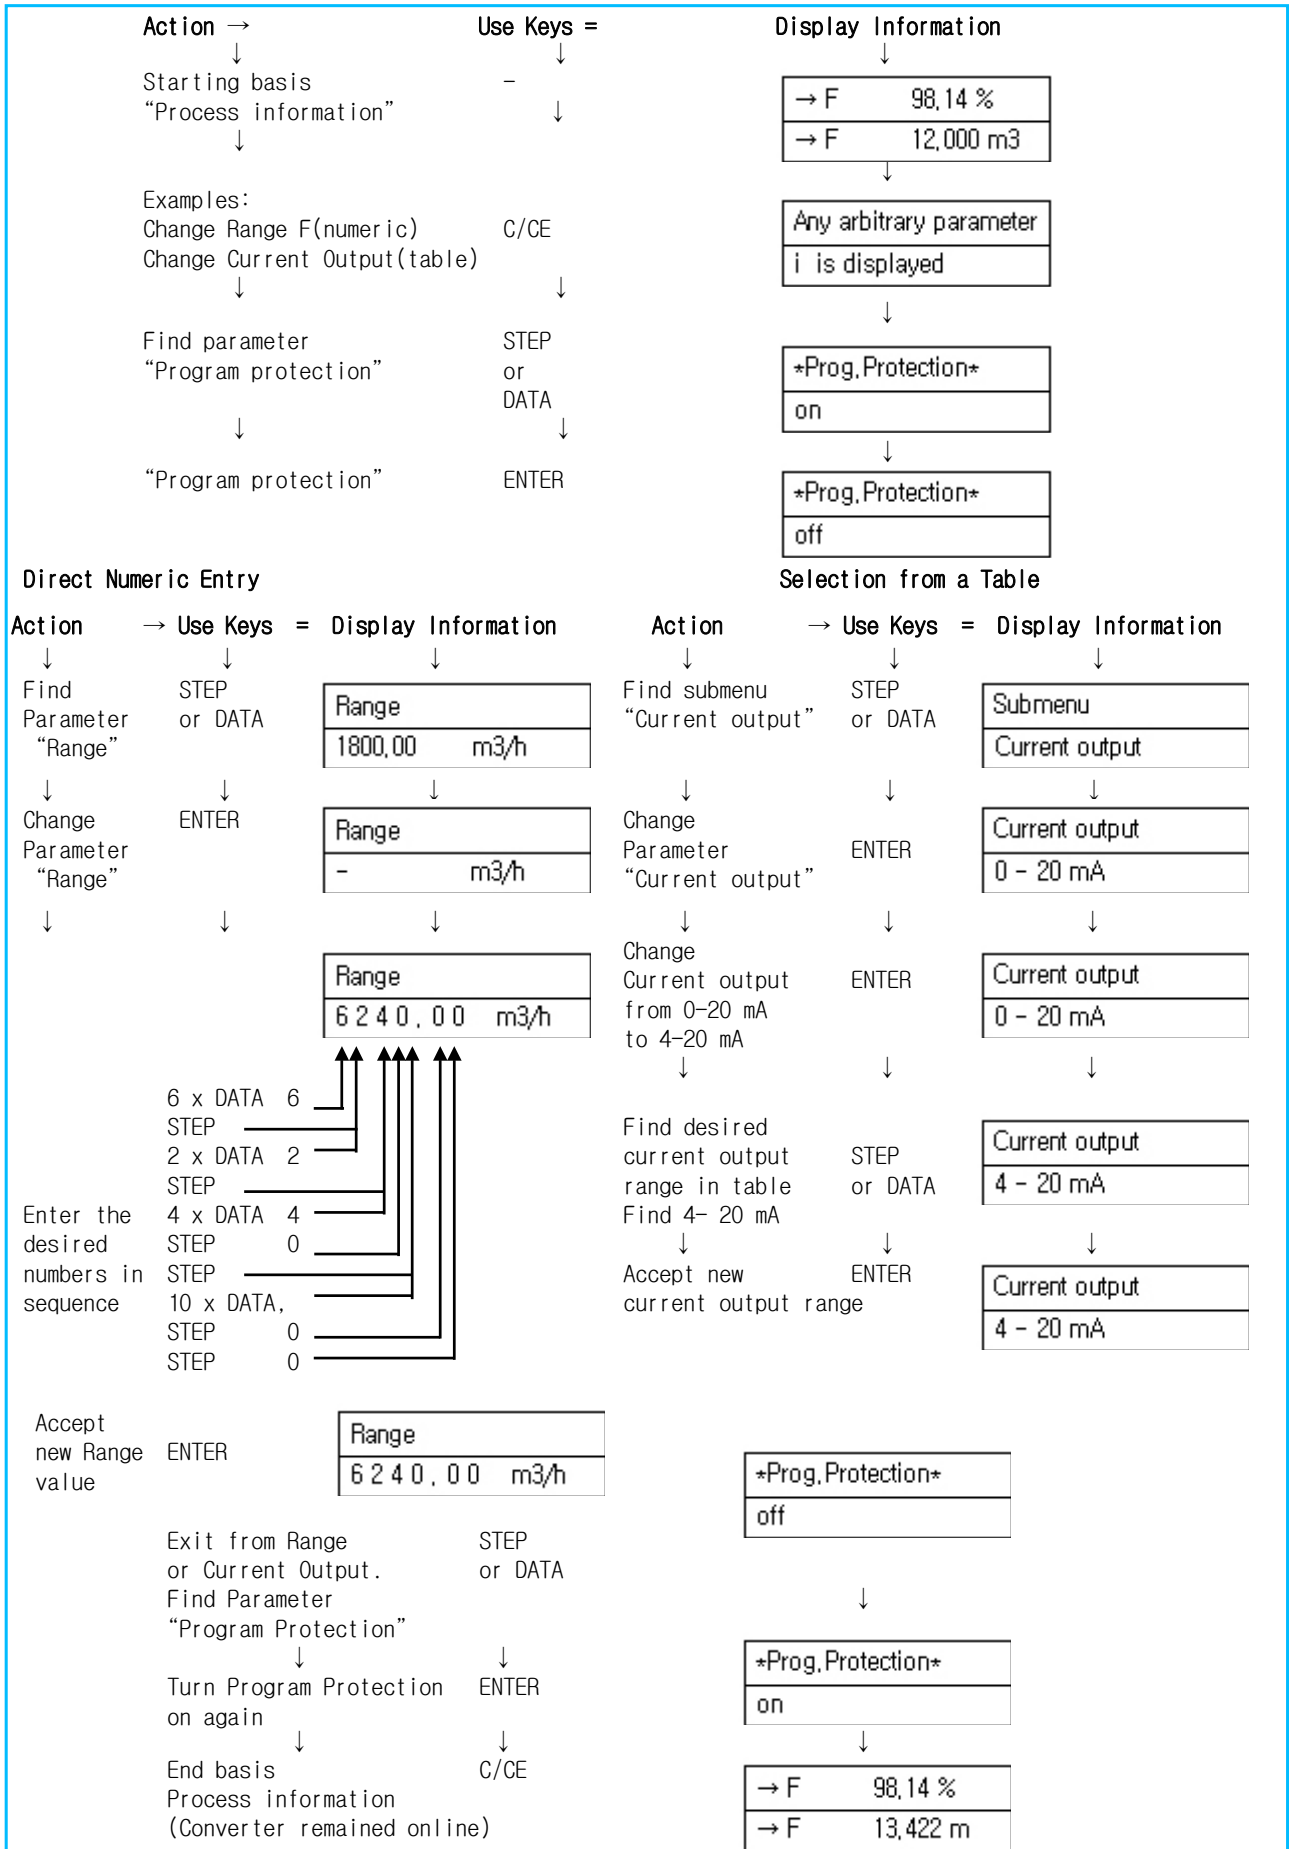 Action → Use Keys = Display Information
↓ ↓ ↓
Starting basis –
“Process information” ↓
↓
→ F 98,14 %
→ F 12,000 m3
↓
Examples:
Change Range F(numeric) C/CE
Change Current Output(table)
↓ ↓
Any arbitrary parameter
i is displayed
↓
Find parameter STEP
“Program protection” or
DATA
↓ ↓
*Prog,Protection*
on
↓
“Program protection” ENTER
*Prog,Protection*
off
Direct Numeric Entry
Action → Use Keys = Display Information
↓ ↓ ↓
Find STEP
Parameter or DATA
“Range”
Range
1800,00 m3/h
↓ ↓ ↓
Change ENTER
Parameter
“Range”
Range
– m3/h
↓ ↓ ↓
Range
6240,00 m3/h
6 x DATA 6
STEP
2 x DATA 2
STEP
Enter the 4 x DATA 4
desired STEP 0
numbers in STEP
sequence 10 x DATA,
STEP 0
STEP 0
Accept
new Range ENTER
value
Range
6240,00 m3/h
Selection from a Table
Action → Use Keys = Display Information
↓ ↓ ↓
Find submenu STEP
“Current output” or DATA
Submenu
Current output
↓ ↓ ↓
Change
Parameter ENTER
“Current output”
Current output
0 – 20 mA
↓ ↓ ↓
Change
Current output ENTER
from 0–20 mA
to 4–20 mA
Current output
0 – 20 mA
↓ ↓ ↓
Find desired
current output STEP
range in table or DATA
Find 4– 20 mA
Current output
4 – 20 mA
↓ ↓ ↓
Accept new ENTER
current output range
Current output
4 – 20 mA
Exit from Range STEP
or Current Output. or DATA
Find Parameter
“Program Protection”
*Prog,Protection*
off
↓ ↓ ↓
Turn Program Protection ENTER
on again
*Prog,Protection*
on
↓ ↓ ↓
End basis C/CE
Process information
(Converter remained online)
→ F 98,14 %
→ F 13,422 m